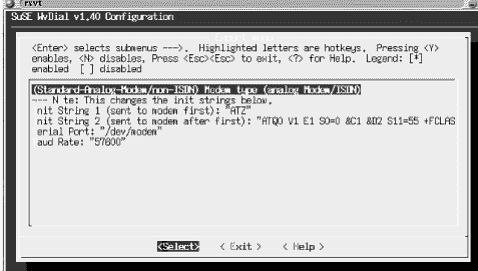 rxvt
SuSE WvDial v1.40 Configuration
<Enter> selects submenus --->.  Highlighted letters are hotkeys.  Pressing <Y>
enables, <N> disables, Press <Esc><Esc> to exit, <?> for Help.  Legend: [*]
enabled  [ ] disabled
(Standard-Analog-Modem/non-ISDN) Modem type (analog Modem/ISDN)
--- N te: This changes the init strings below.
nit String 1 (sent to modem first): "ATZ"
nit String 2 (sent to modem after first): "ATQ0 V1 E1 S0=0 &C1 &D2 S11=55 +FCLAS
erial Port: "/dev/modem"
aud Rate: "57600"
<Select>    < Exit >    < Help >